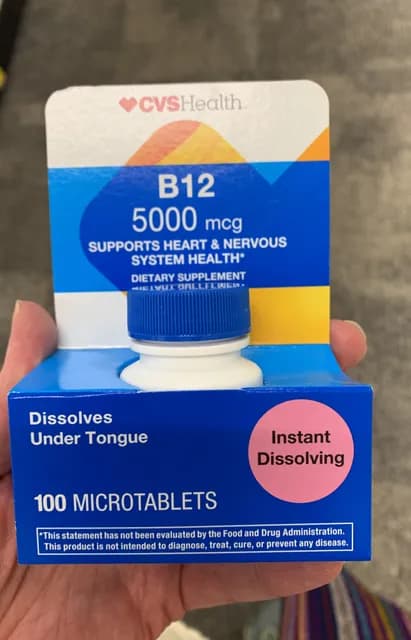 CVSHealth.
B12
5000 mcg
SUPPORTS HEART & NERVOUS
SYSTEM HEALTH*
DIETARY SUPPLEMENT
Dissolves
Under Tongue
Instant
Dissolving
100 MICROTABLETS
*This statement has not been evaluated by the Food and Drug Administration.
This product is not intended to diagnose, treat, cure, or prevent any disease.